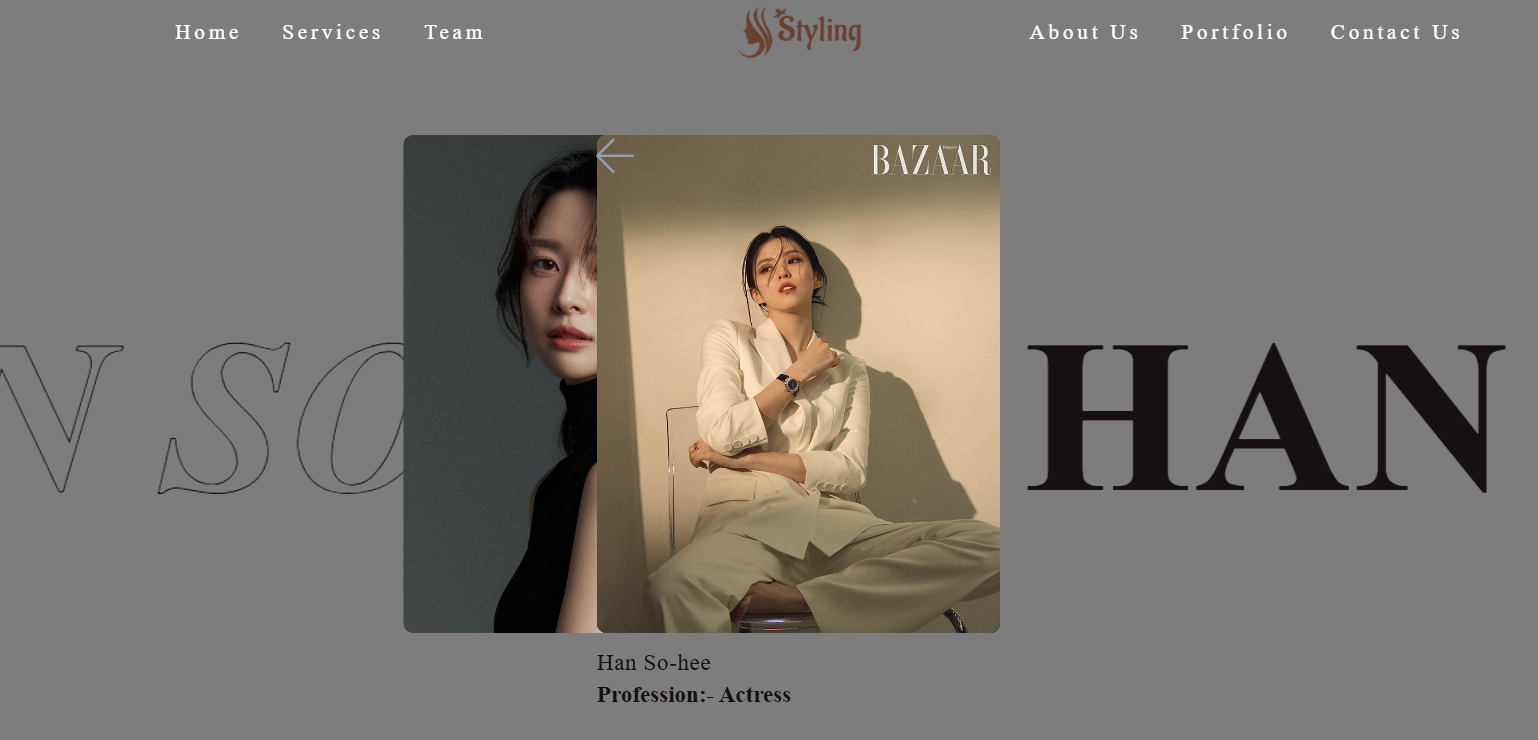 Home Services Team Styling About Us Portfolio Contact Us
BAZAAR
SO HAN
Han So-hee
Profession:- Actress